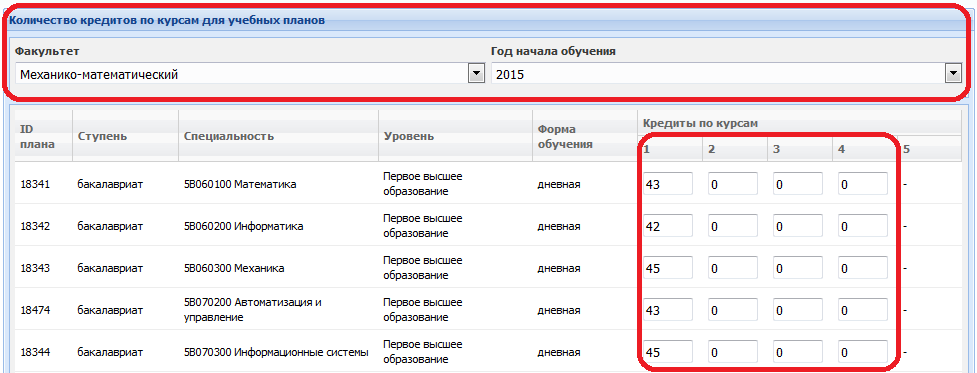 Количество кредитов по курсам для учебных планов
Факультет Год начала обучения
Механико-математический 2015
ID плана Ступень Специальность Уровень Форма обучения Кредиты по курсам
1 2 3 4 5
18341 бакалавриат 5B060100 Математика Первое высшее образование дневная 43 0 0 0 -
18342 бакалавриат 5B060200 Информатика Первое высшее образование дневная 42 0 0 0 -
18343 бакалавриат 5B060300 Механика Первое высшее образование дневная 45 0 0 0 -
18474 бакалавриат 5B070200 Автоматизация и управление Первое высшее образование дневная 43 0 0 0 -
18344 бакалавриат 5B070300 Информационные системы Первое высшее образование дневная 45 0 0 0 -